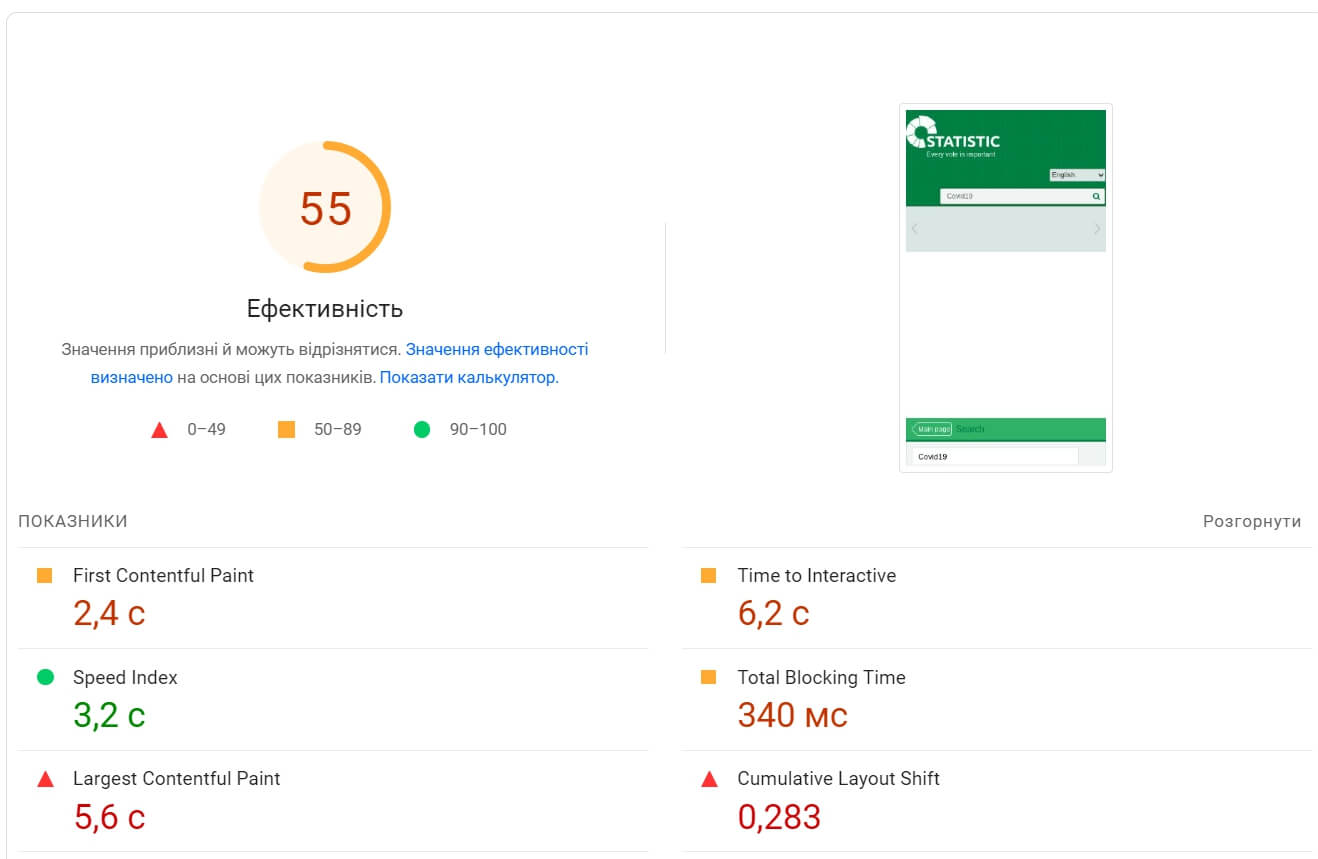 55
Ефективність
Значення приблизні й можуть відрізнятися. Значення ефективності
визначено на основі цих показників. Показати калькулятор.
0–49 50–89 90–100
STATISTIC
Every vote is important
English
Covid19
Main page Search
Covid19
ПОКАЗНИКИ
Розгорнути
First Contentful Paint
2,4 с
Time to Interactive
6,2 с
Speed Index
3,2 с
Total Blocking Time
340 мс
Largest Contentful Paint
5,6 с
Cumulative Layout Shift
0,283